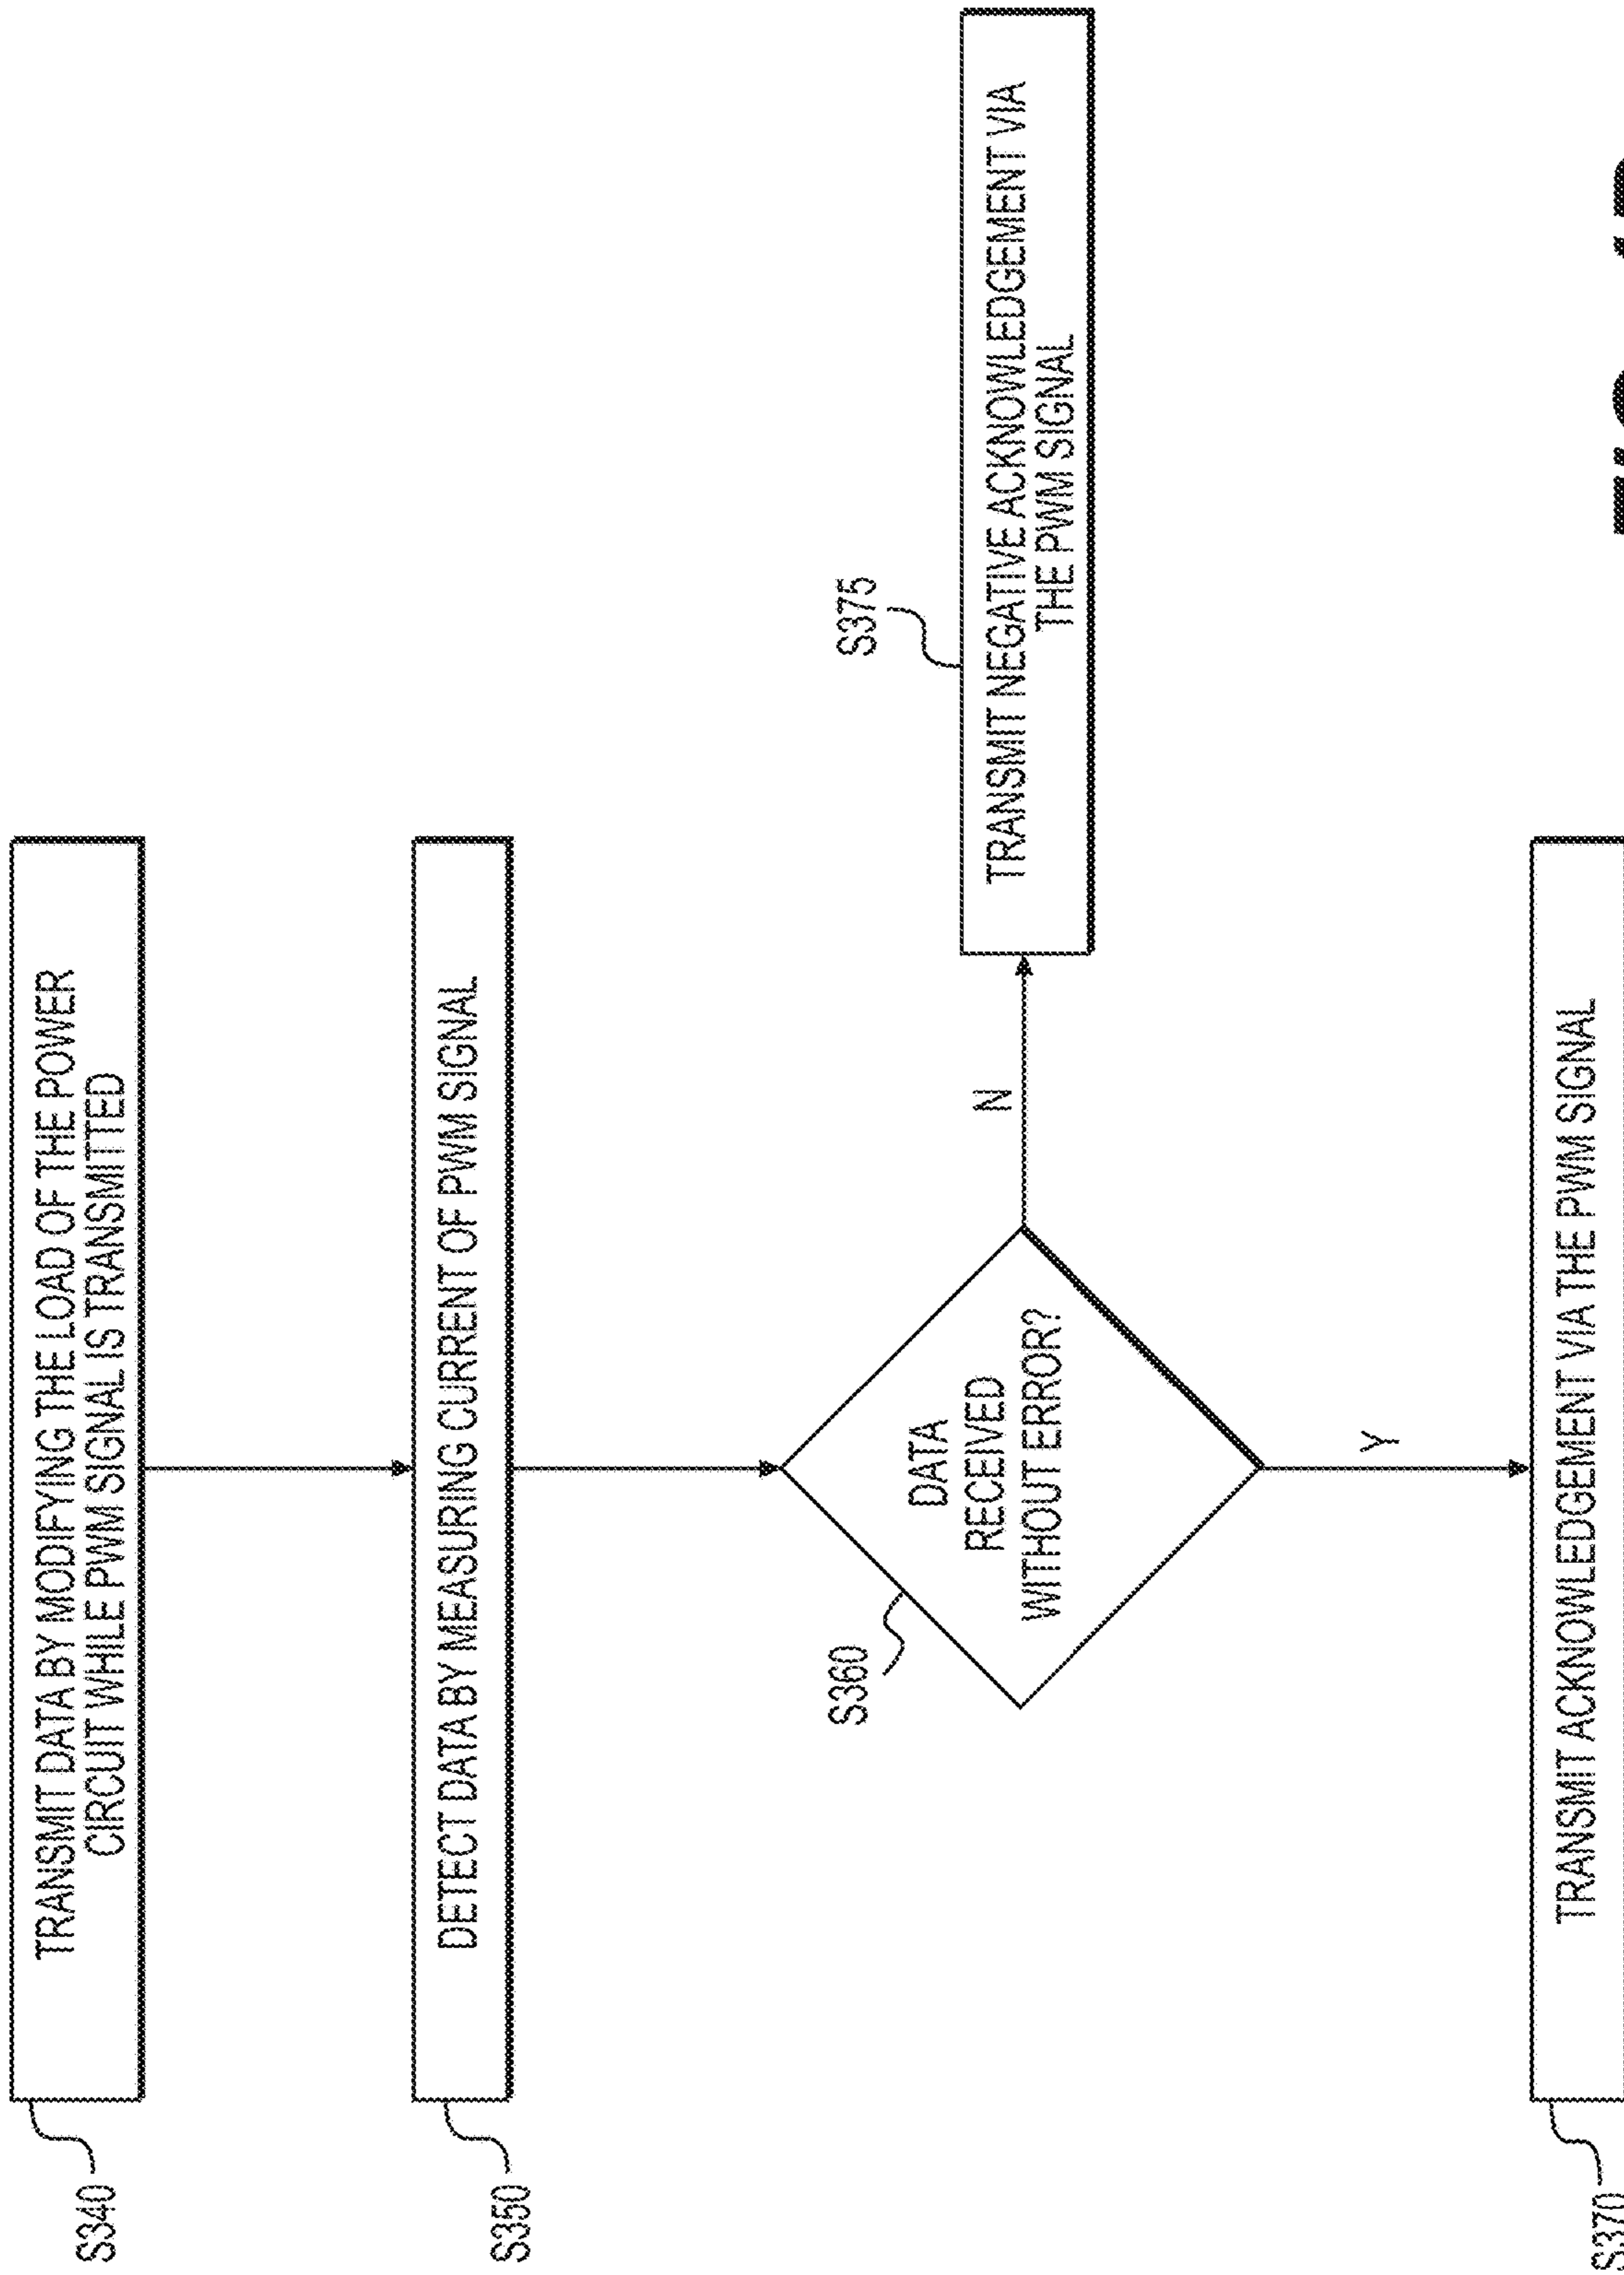 S340
TRANSMIT DATA BY MODIFYING THE LOAD OF THE POWER
CIRCUIT WHILE PWM SIGNAL IS TRANSMITTED
S350
DETECT DATA BY MEASURING CURRENT OF PWM SIGNAL
S360
DATA
RECEIVED
WITHOUT ERROR?
N
S375
TRANSMIT NEGATIVE ACKNOWLEDGEMENT VIA
THE PWM SIGNAL
Y
S370
TRANSMIT ACKNOWLEDGEMENT VIA THE PWM SIGNAL